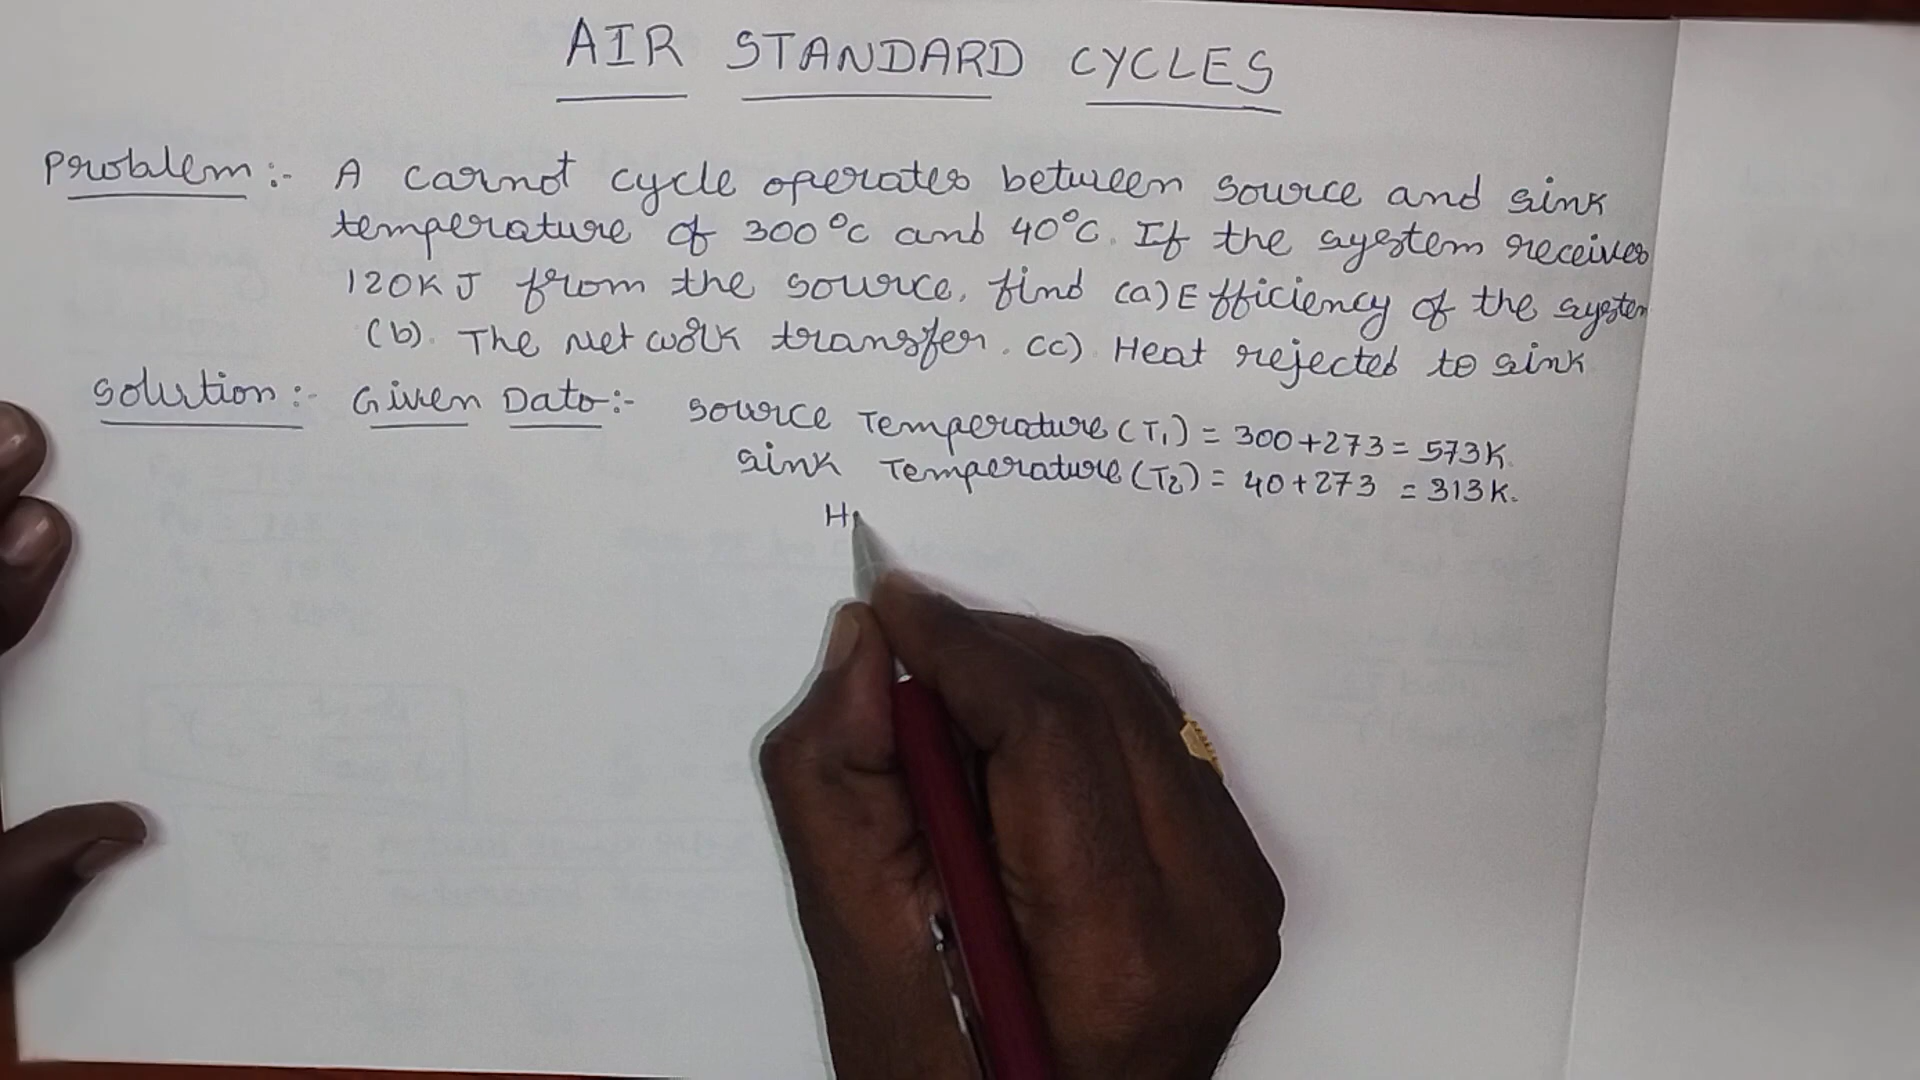 AIR STANDARD CYCLES
Problem:- A carnot cycle operates between source and sink
temperature of 300°c and 40°C. If the system receives
120KJ from the source, find (a) Efficiency of the system
(b). The net work transfer. (c) Heat rejected to sink
Solution:- Given Data:- Source Temperature (T1) = 300+273 = 573K.
Sink Temperature (T2) = 40+273 = 313K.
H